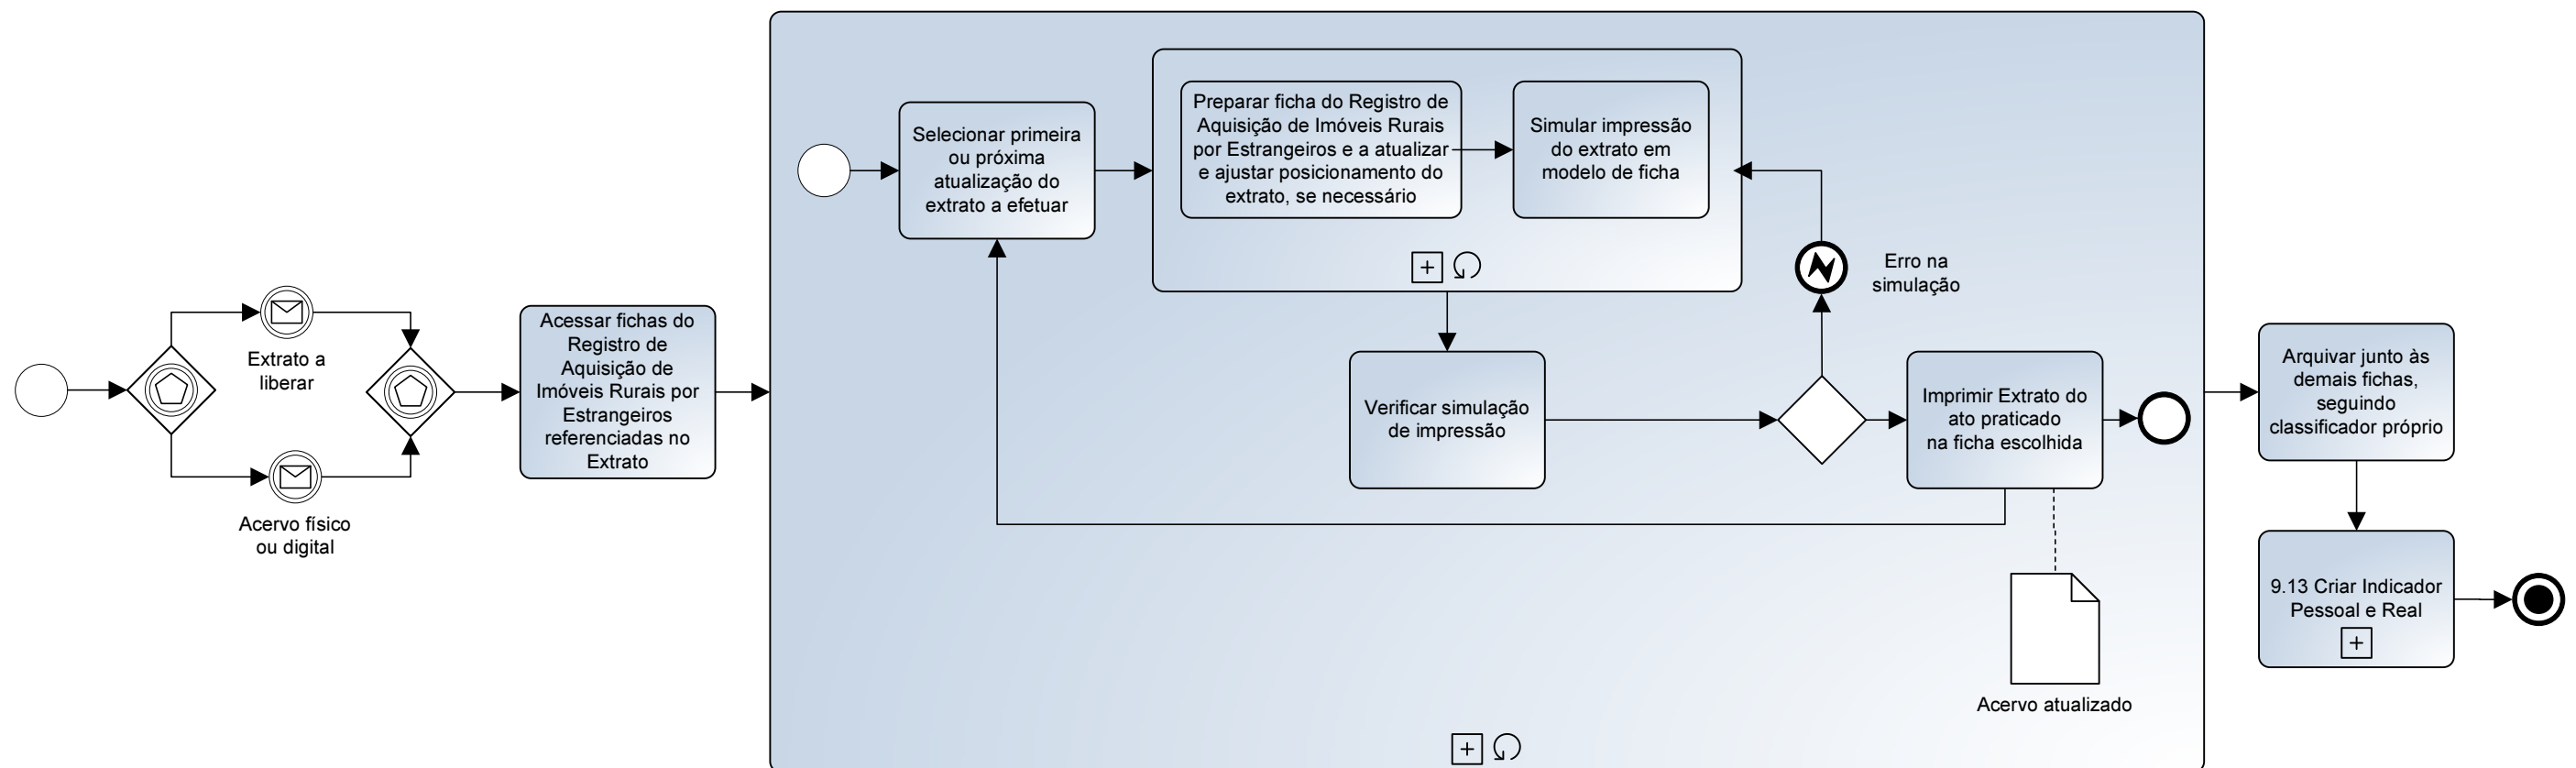 Extrato a
liberar
Acervo físico
ou digital
Acessar fichas do
Registro de
Aquisição de
Imóveis Rurais por
Estrangeiros
referenciadas no
Extrato
Selecionar primeira
ou próxima
atualização do
extrato a efetuar
Preparar ficha do Registro de
Aquisição de Imóveis Rurais
por Estrangeiros e a atualizar
e ajustar posicionamento do
extrato, se necessário
Simular impressão
do extrato em
modelo de ficha
Erro na
simulação
Verificar simulação
de impressão
Imprimir Extrato do
ato praticado
na ficha escolhida
Acervo atualizado
Arquivar junto às
demais fichas,
seguindo
classificador próprio
9.13 Criar Indicador
Pessoal e Real